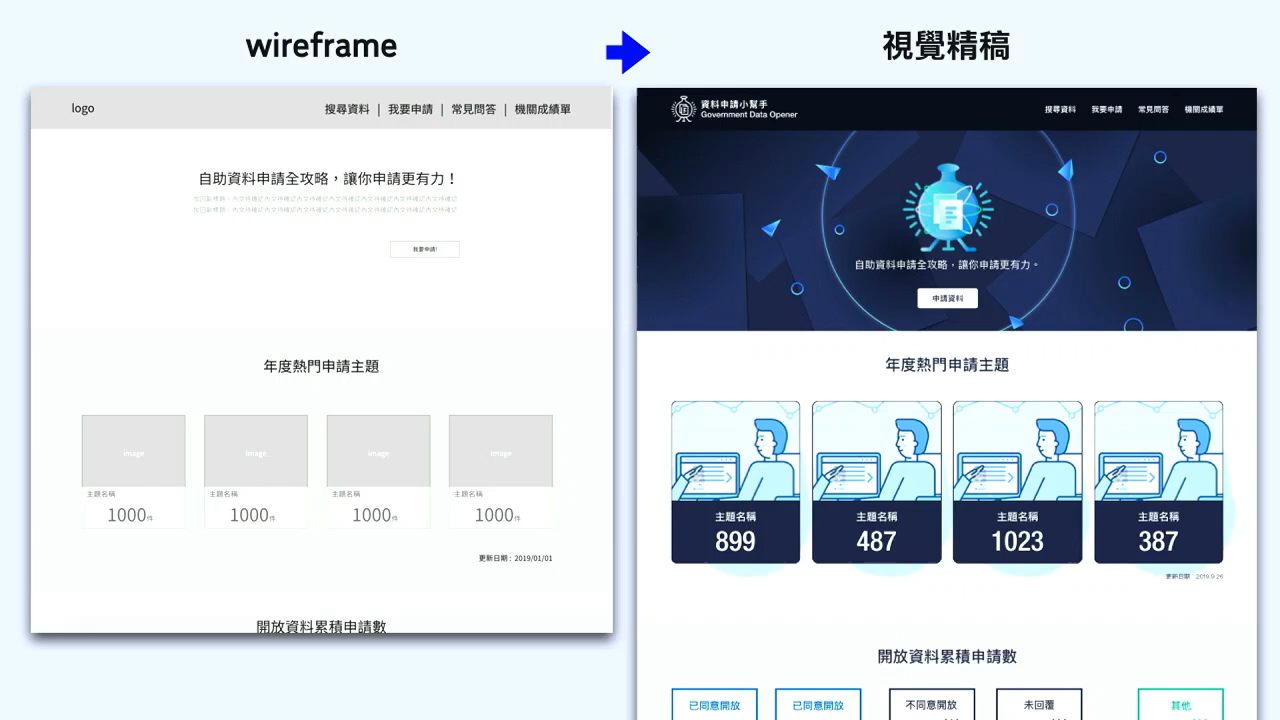 wireframe
視覺精稿
logo
搜尋資料 | 我要申請 | 常見問答 | 機關成績單
自助資料申請全攻略,讓你申請更有力!
我要申請!
年度熱門申請主題
image
image
image
image
主題名稱
主題名稱
主題名稱
主題名稱
1000件
1000件
1000件
1000件
更新日期: 2019/01/01
開放資料累積申請數
資料申請小幫手
Government Data Opener
搜尋資料 我要申請 常見問答 機關成績單
自助資料申請全攻略,讓你申請更有力。
申請資料
年度熱門申請主題
主題名稱
899
主題名稱
487
主題名稱
1023
主題名稱
387
更新日期 2019.9.26
開放資料累積申請數
已同意開放
已同意開放
不同意開放
未回覆
其他